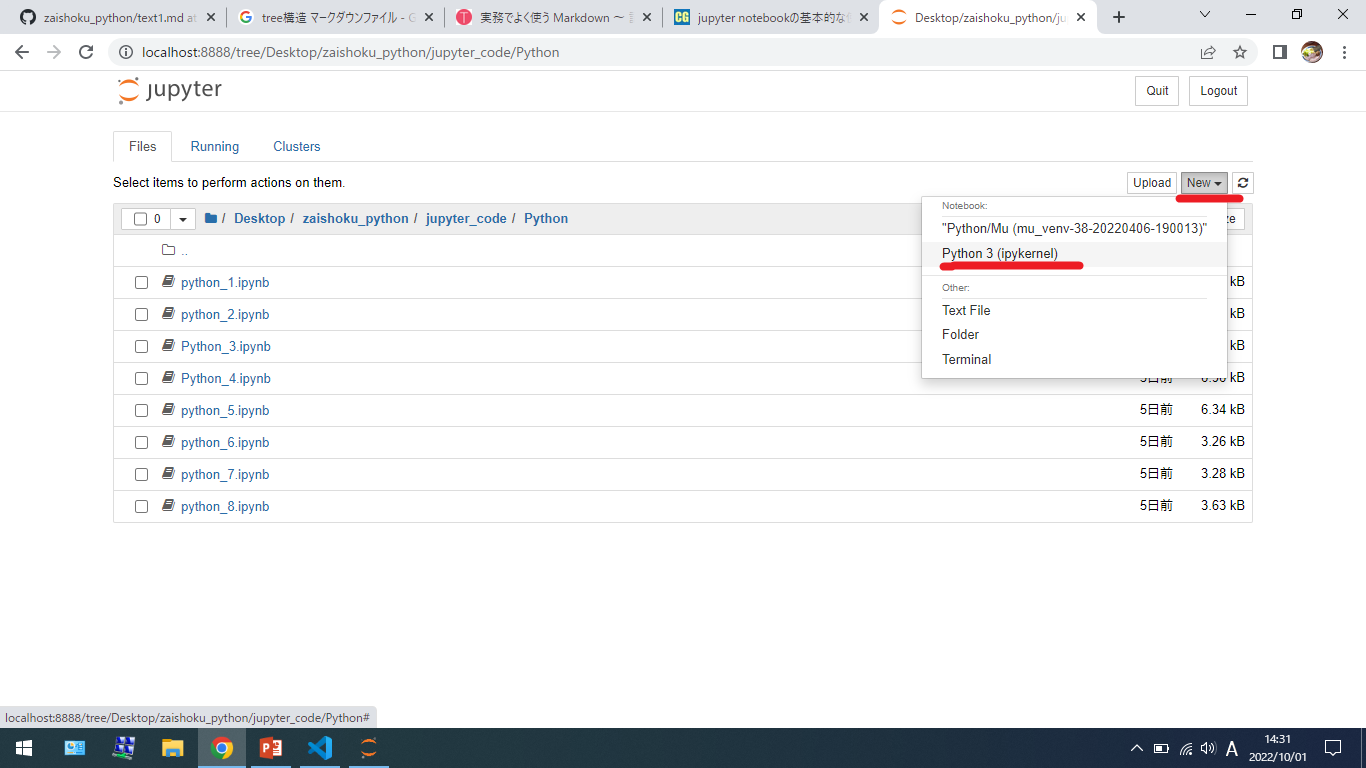 zaishoku_python/text1.md at
tree構造 マークダウンファイル - G
実務でよく使う Markdown ～
jupyter notebookの基本的な
Desktop/zaishoku_python/ju
localhost:8888/tree/Desktop/zaishoku_python/jupyter_code/Python
jupyter
Quit
Logout
Files
Running
Clusters
Select items to perform actions on them.
Upload
New
0
/ Desktop / zaishoku_python / jupyter_code / Python
Notebook:
"Python/Mu (mu_venv-38-20220406-190013)"
Python 3 (ipykernel)
Other:
Text File
Folder
Terminal
..
python_1.ipynb
kB
python_2.ipynb
kB
Python_3.ipynb
kB
Python_4.ipynb
5日前
kB
python_5.ipynb
5日前
6.34 kB
python_6.ipynb
5日前
3.26 kB
python_7.ipynb
5日前
3.28 kB
python_8.ipynb
5日前
3.63 kB
localhost:8888/tree/Desktop/zaishoku_python/jupyter_code/Python#
A
14:31
2022/10/01